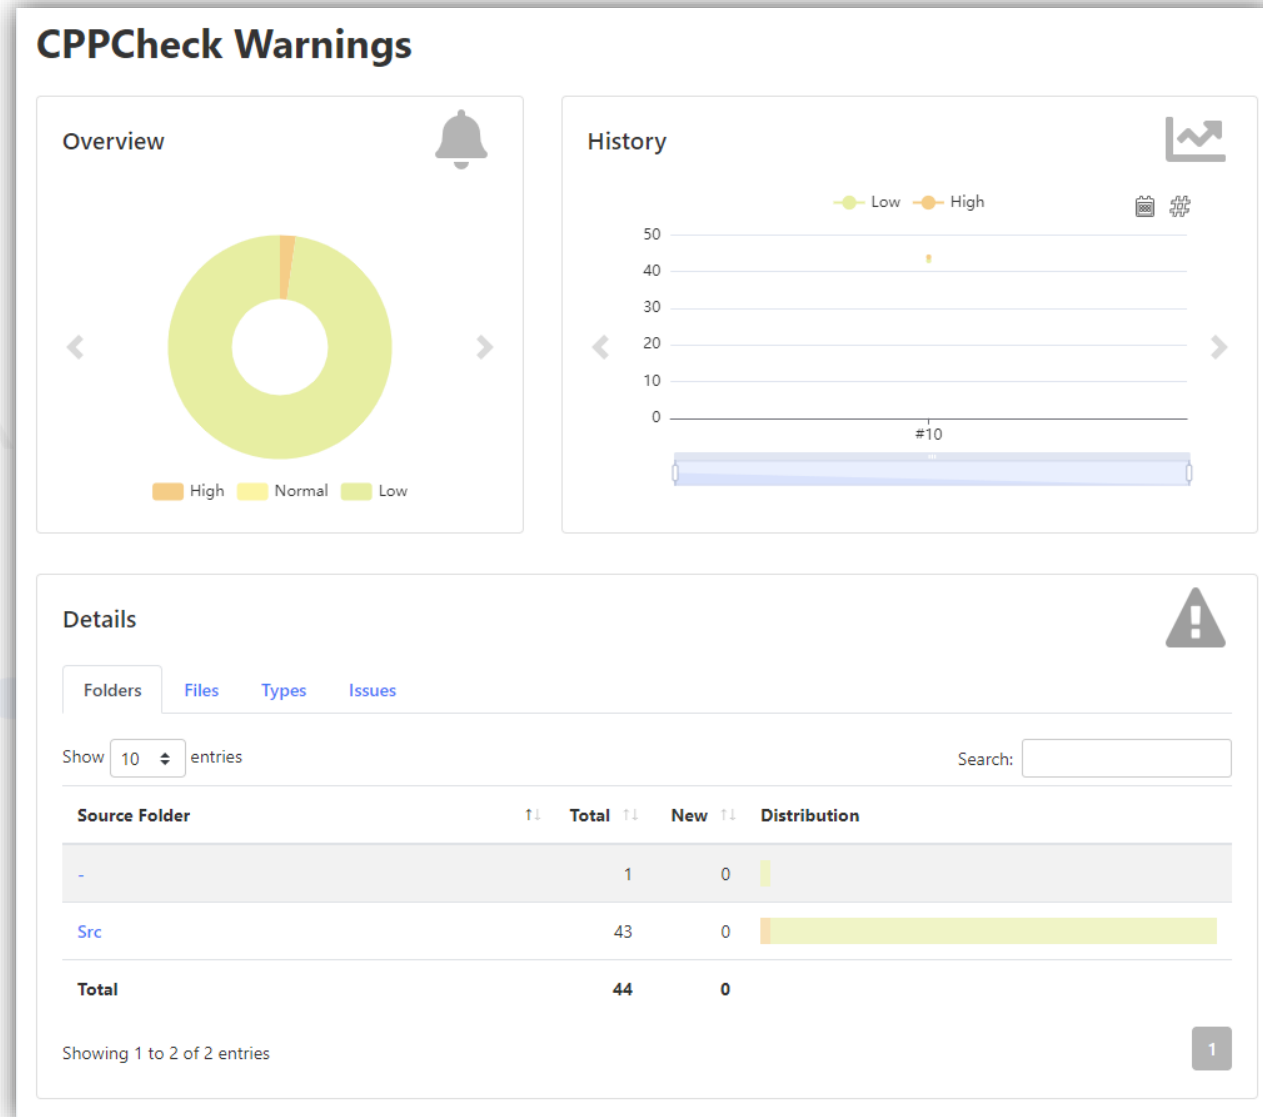 CPPCheck Warnings
Overview
High Normal Low
History
Low High
50
40
30
20
10
0
#10
Details
Folders Files Types Issues
Show 10 entries
Search:
Source Folder Total New Distribution
- 1 0
Src 43 0
Total 44 0
Showing 1 to 2 of 2 entries
1